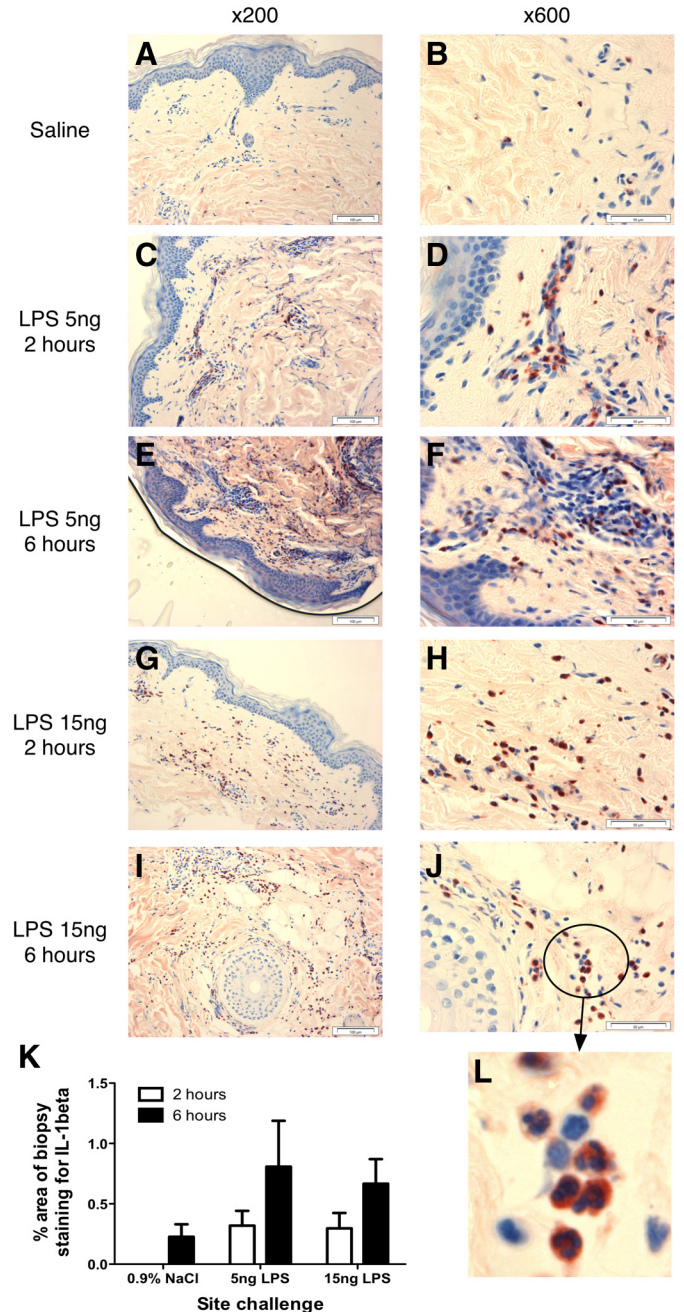 x200
x600
A
B
Saline
C
D
LPS 5ng
2 hours
E
F
LPS 5ng
6 hours
G
H
LPS 15ng
2 hours
I
J
LPS 15ng
6 hours
K
L
1.5
1.0
0.5
0.0
2 hours
6 hours
% area of biopsy
staining for IL-1beta
0.9% NaCl
5ng LPS
15ng LPS
Site challenge